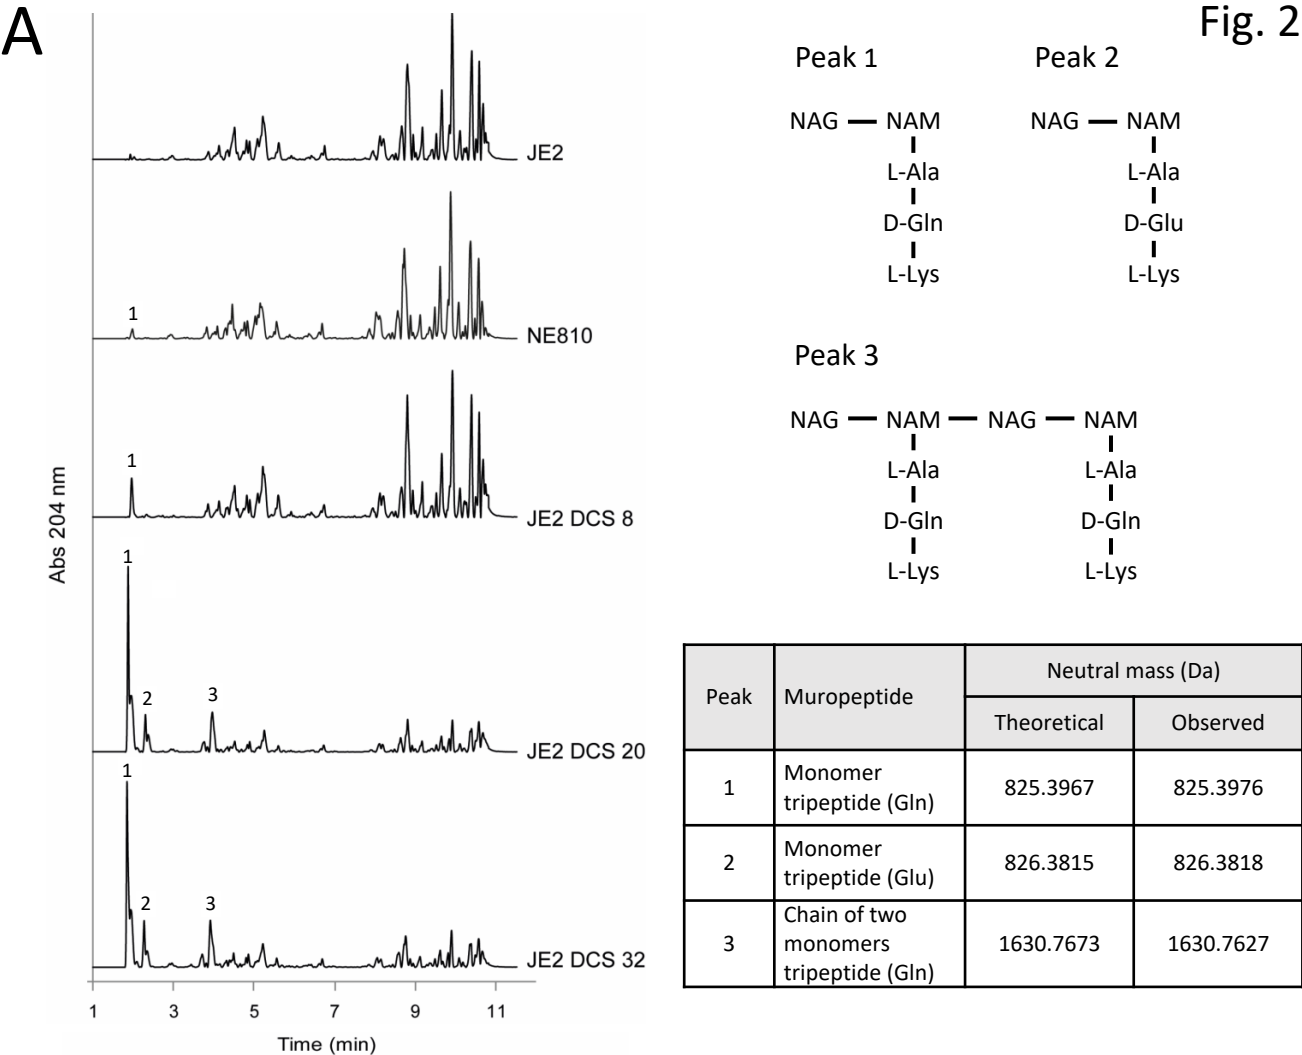 A
Fig. 2
JE2
1
NE810
1
JE2 DCS 8
1
2
3
JE2 DCS 20
1
2
3
JE2 DCS 32
Abs 204 nm
1 3 5 7 9 11
Time (min)
Peak 1 Peak 2
NAG NAM NAG NAM
L-Ala L-Ala
D-Gln D-Glu
L-Lys L-Lys
Peak 3
NAG NAM NAG NAM
L-Ala L-Ala
D-Gln D-Gln
L-Lys L-Lys
Peak Muropeptide Neutral mass (Da)
Theoretical Observed
1 Monomer
tripeptide (Gln) 825.3967 825.3976
2 Monomer
tripeptide (Glu) 826.3815 826.3818
3 Chain of two
monomers
tripeptide (Gln) 1630.7673 1630.7627